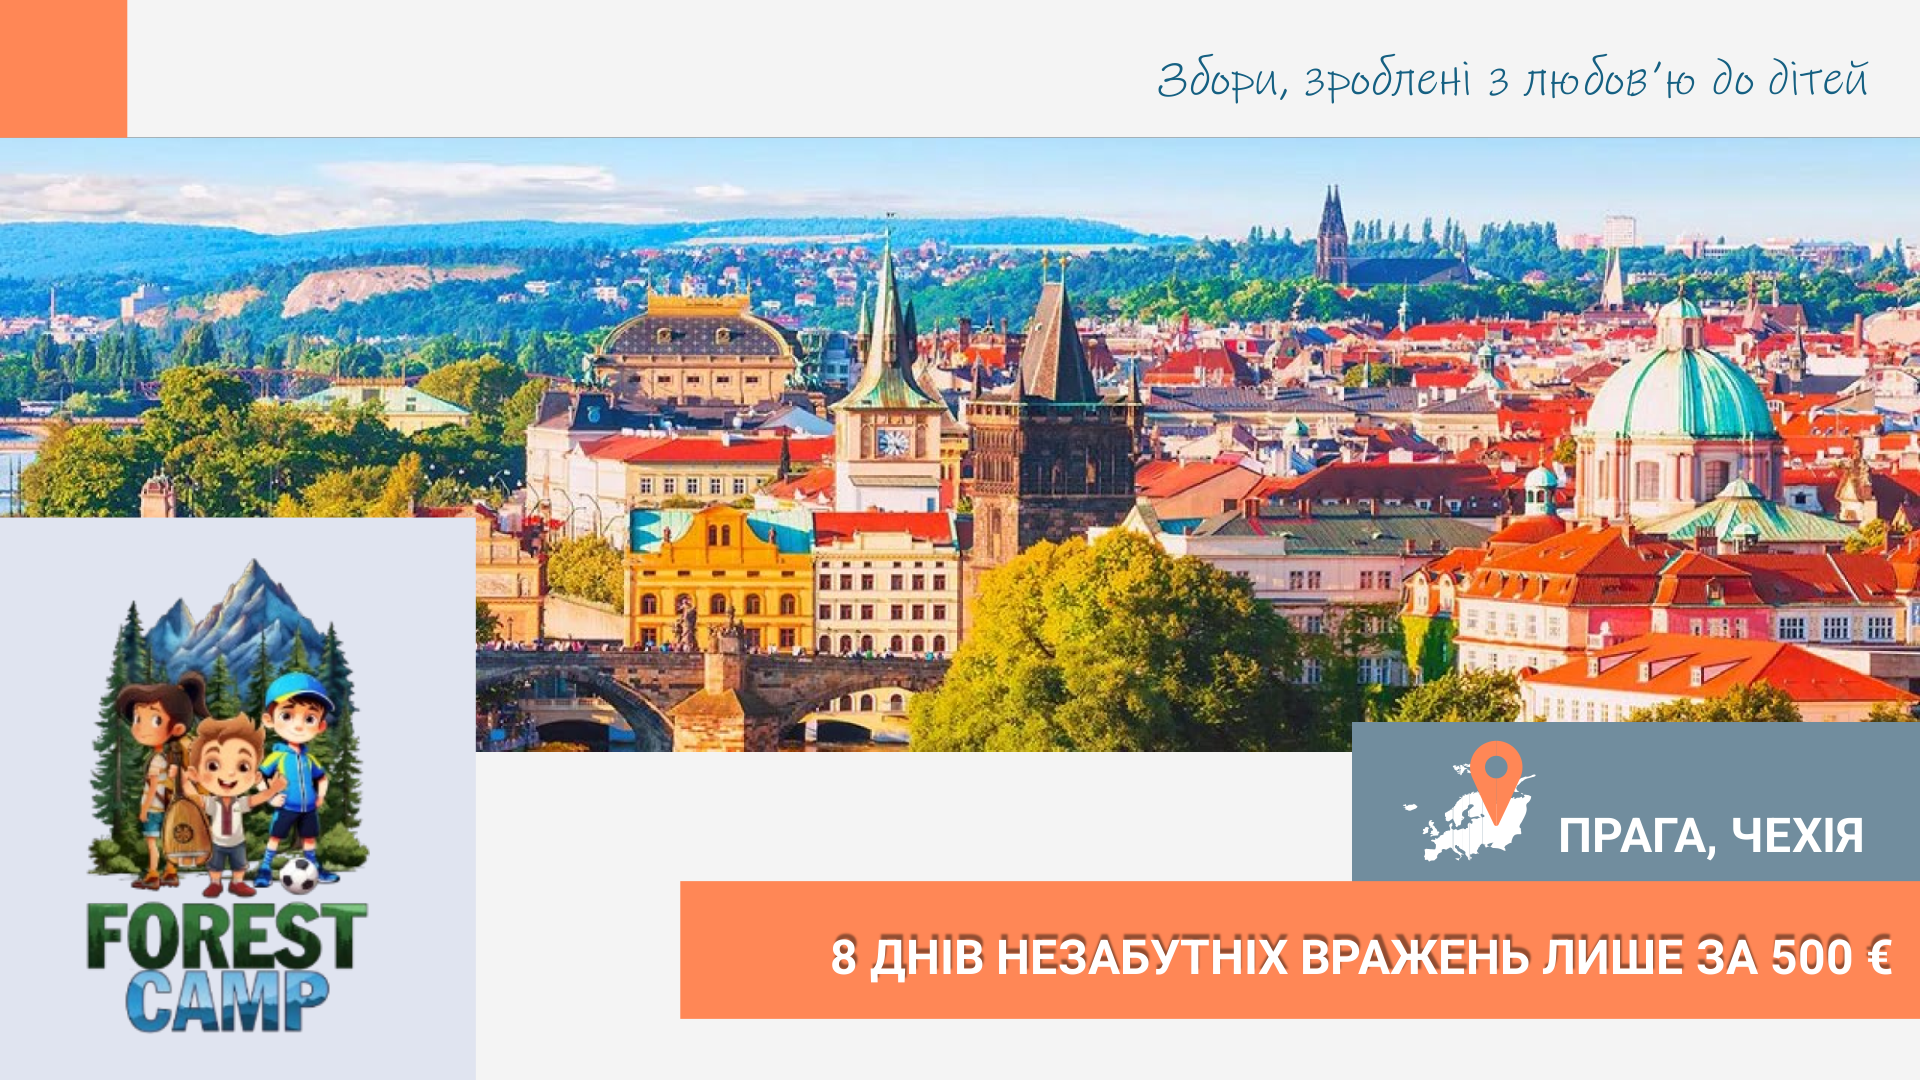 Збори, зроблені з любов'ю до дітей
ПРАГА, ЧЕХІЯ
8 ДНІВ НЕЗАБУТНІХ ВРАЖЕНЬ ЛИШЕ ЗА 500 €
FOREST
CAMP